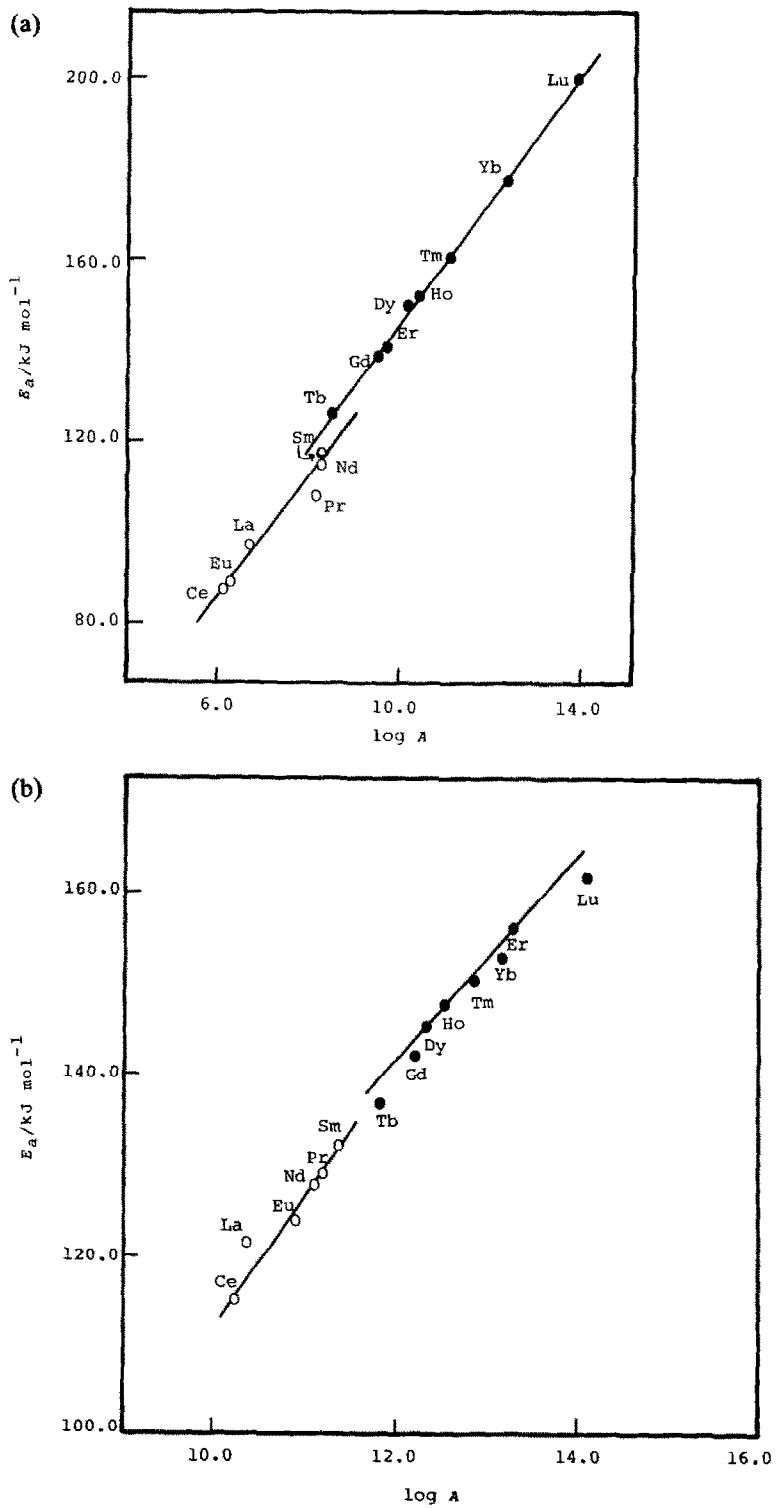 (a)
200.0
160.0
120.0
80.0
Ea/kJ mol⁻¹
Lu
Yb
Tm
Dy
Ho
Er
Gd
Tb
Sm
Nd
Pr
La
Eu
Ce
6.0 10.0 14.0
log A
(b)
160.0
140.0
120.0
100.0
Ea/kJ mol⁻¹
Lu
Er
Yb
Tm
Ho
Dy
Gd
Tb
Sm
Pr
Nd
Eu
La
Ce
10.0 12.0 14.0 16.0
log A